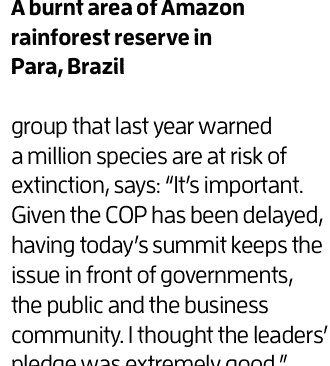 A burnt area of Amazon
rainforest reserve in
Para, Brazil
group that last year warned
a million species are at risk of
extinction, says: “It’s important.
Given the COP has been delayed,
having today’s summit keeps the
issue in front of governments,
the public and the business
community. I thought the leaders’
pledge was extremely good.”